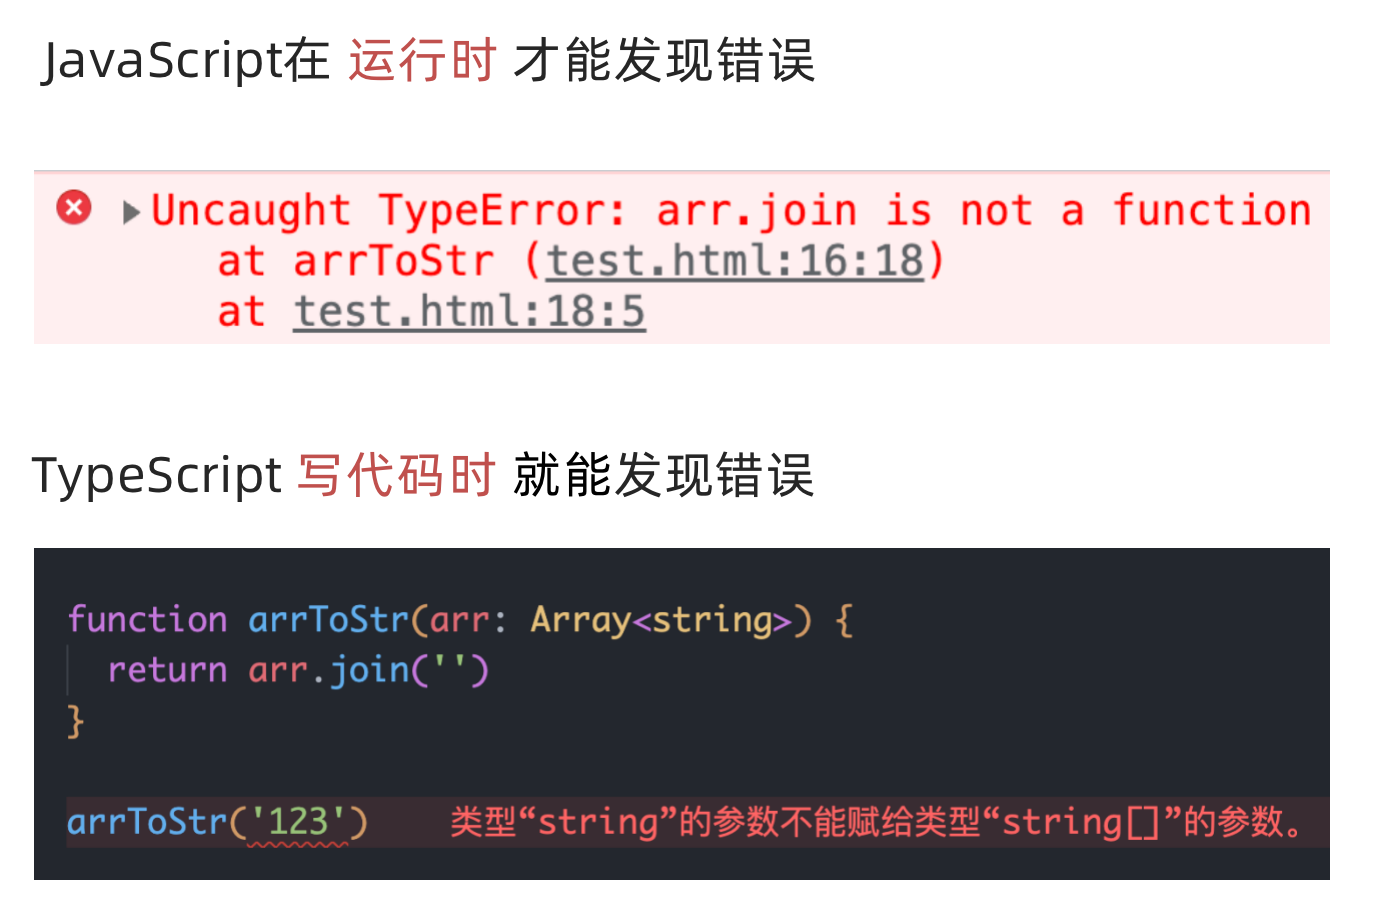 JavaScript在 运行时 才能发现错误
Uncaught TypeError: arr.join is not a function
at arrToStr (test.html:16:18)
at test.html:18:5
TypeScript 写代码时 就能发现错误
function arrToStr(arr: Array<string>) {
return arr.join('')
}
arrToStr('123') 类型“string”的参数不能赋给类型“string[]”的参数。